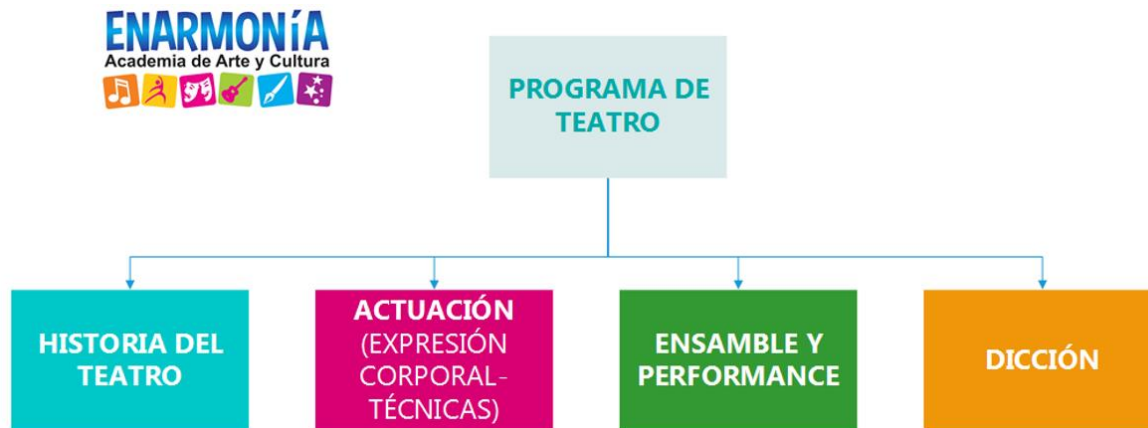 ENARMONíA
Academia de Arte y Cultura
PROGRAMA DE
TEATRO
HISTORIA DEL
TEATRO
ACTUACIÓN
(EXPRESIÓN
CORPORAL-
TÉCNICAS)
ENSAMBLE Y
PERFORMANCE
DICCIÓN